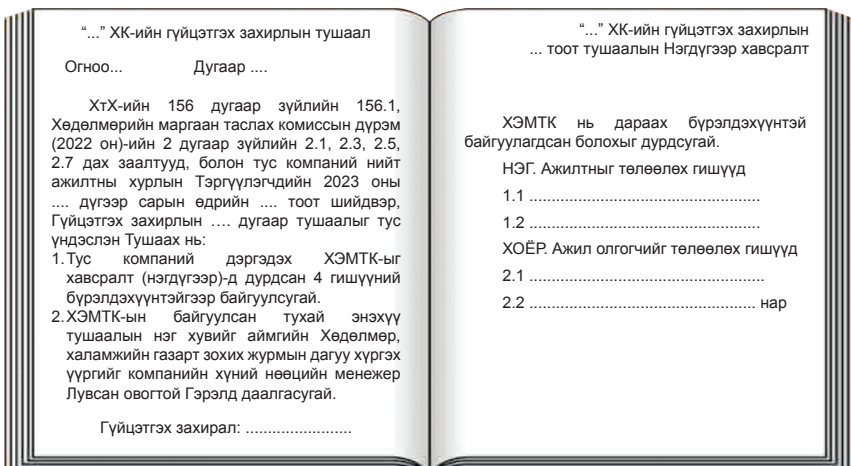 “...” ХК-ийн гүйцэтгэх захирлын тушаал
Огноо... Дугаар ....
ХтХ-ийн 156 дугаар зүйлийн 156.1,
Хөдөлмөрийн маргаан таслах комиссын дүрэм
(2022 он)-ийн 2 дугаар зүйлийн 2.1, 2.3, 2.5,
2.7 дах заалтууд, болон тус компаний нийт
ажилтны хурлын Тэргүүлэгчдийн 2023 оны
.... дүгээр сарын өдрийн .... тоот шийдвэр,
Гүйцэтгэх захирлын .... дугаар тушаалыг тус
үндэслэн Тушаах нь:
1. Тус компаний дэргэдэх ХЭМТК-ыг
хавсралт (нэгдүгээр)-д дурдсан 4 гишүүний
бүрэлдэхүүнтэйгээр байгуулсугай.
2. ХЭМТК-ын байгуулсан тухай энэхүү
тушаалын нэг хувийг аймгийн Хөдөлмөр,
халамжийн газарт зохих журмын дагуу хүргэх
үүргийг компанийн хүний нөөцийн менежер
Лувсан овогтой Гэрэлд даалгасугай.
Гүйцэтгэх захирал: ........................
“...” ХК-ийн гүйцэтгэх захирлын
... тоот тушаалын Нэгдүгээр хавсралт
ХЭМТК нь дараах бүрэлдэхүүнтэй
байгуулагдсан болохыг дурдсугай.
НЭГ. Ажилтныг төлөөлөх гишүүд
1.1 ....................................................
1.2 ....................................................
ХОЁР. Ажил олгогчийг төлөөлөх гишүүд
2.1 .....................................................
2.2 ................................................... нар